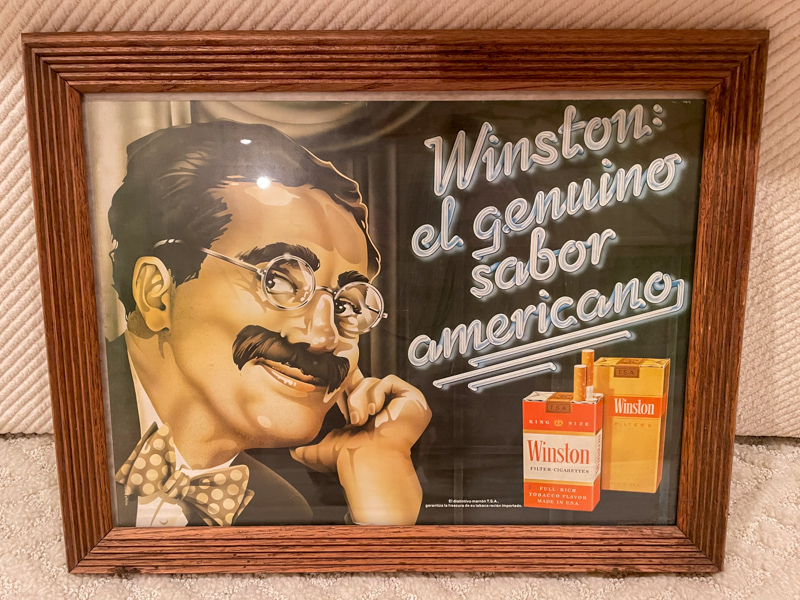 Winston:
el genuino
sabor
americano
T.S.A.
Winston
FILTERS
T.S.A.
KING SIZE
Winston
FILTER·CIGARETTES
FULL·RICH
TOBACCO FLAVOR
MADE IN U.S.A.
El distintivo marrón T.S.A.,
garantiza la frescura de su tabaco recién importado.